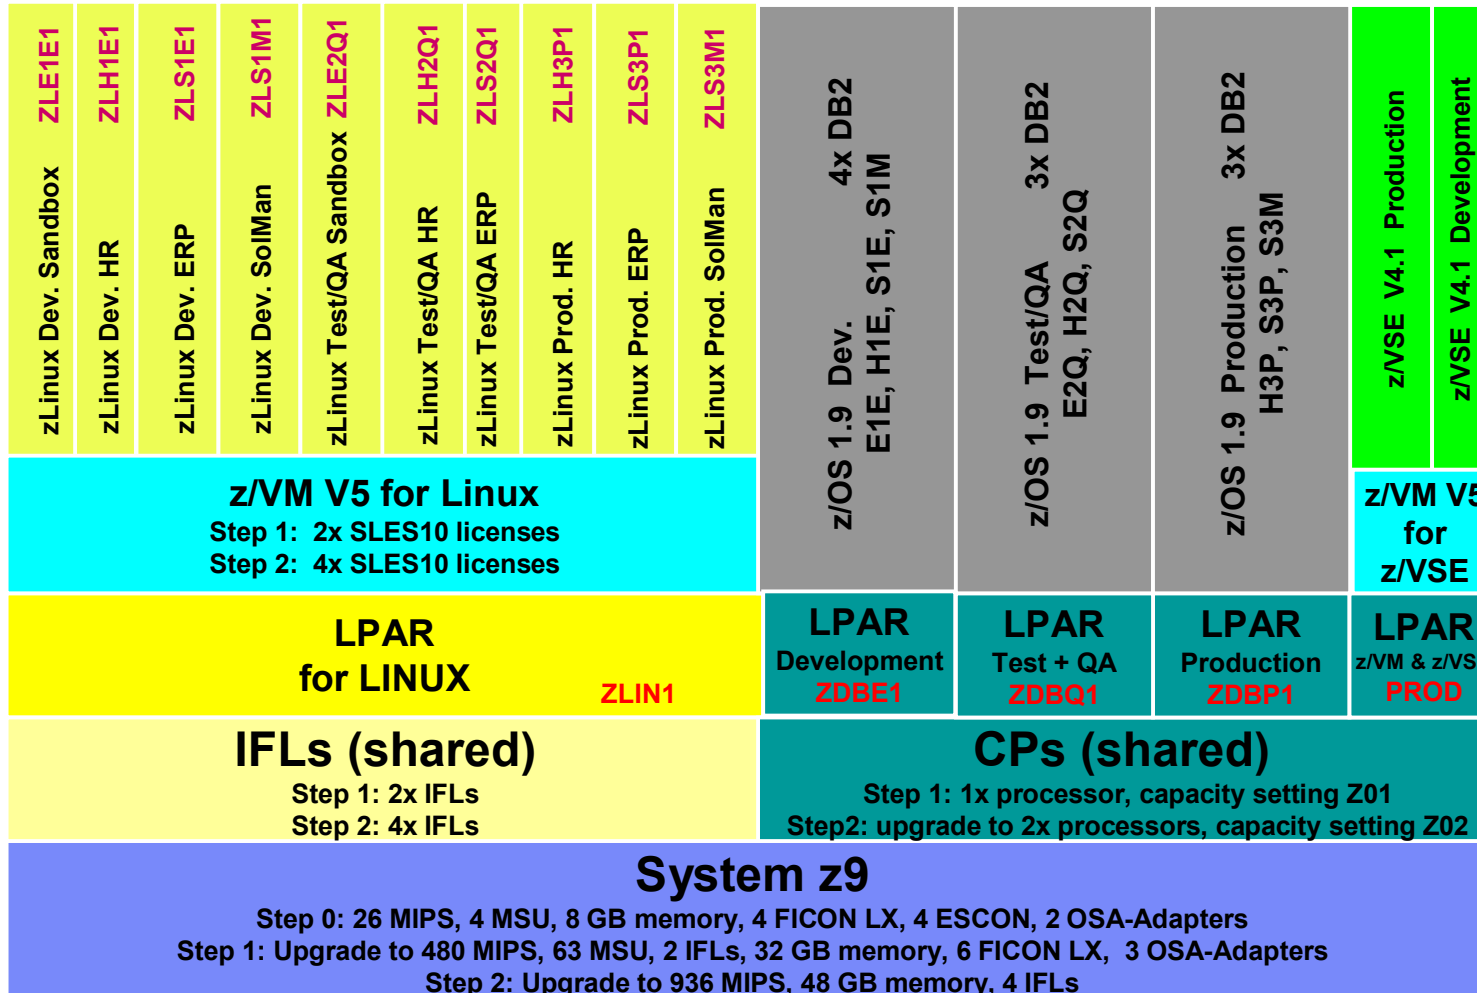 zLinux Dev. Sandbox ZLE1E1
zLinux Dev. HR ZLH1E1
zLinux Dev. ERP ZLS1E1
zLinux Dev. SolMan ZLS1M1
zLinux Test/QA Sandbox ZLE2Q1
zLinux Test/QA HR ZLH2Q1
zLinux Test/QA ERP ZLS2Q1
zLinux Prod. HR ZLH3P1
zLinux Prod. ERP ZLS3P1
zLinux Prod. SolMan ZLS3M1
z/OS 1.9 Dev. 4x DB2
E1E, HH1E, S1E, S1M
z/OS 1.9 Test/QA 3x DB2
E2Q, H2Q, S2Q
z/OS 1.9 Production 3x DB2
H3P, S3P, S3M
z/VSE V4.1 Production
z/VSE V4.1 Development
z/VM V5 for Linux
Step 1: 2x SLES10 licenses
Step 2: 4x SLES10 licenses
z/VM V5
for
z/VSE
LPAR
for LINUX
ZLIN1
LPAR
Development
ZDBE1
LPAR
Test + QA
ZDBQ1
LPAR
Production
ZDBP1
LPAR
z/VM & z/VS
PROD
IFLs (shared)
Step 1: 2x IFLs
Step 2: 4x IFLs
CPs (shared)
Step 1: 1x processor, capacity setting Z01
Step2: upgrade to 2x processors, capacity setting Z02
System z9
Step 0: 26 MIPS, 4 MSU, 8 GB memory, 4 FICON LX, 4 ESCON, 2 OSA-Adapters
Step 1: Upgrade to 480 MIPS, 63 MSU, 2 IFLs, 32 GB memory, 6 FICON LX, 3 OSA-Adapters
Step 2: Upgrade to 936 MIPS, 48 GB memory, 4 IFLs